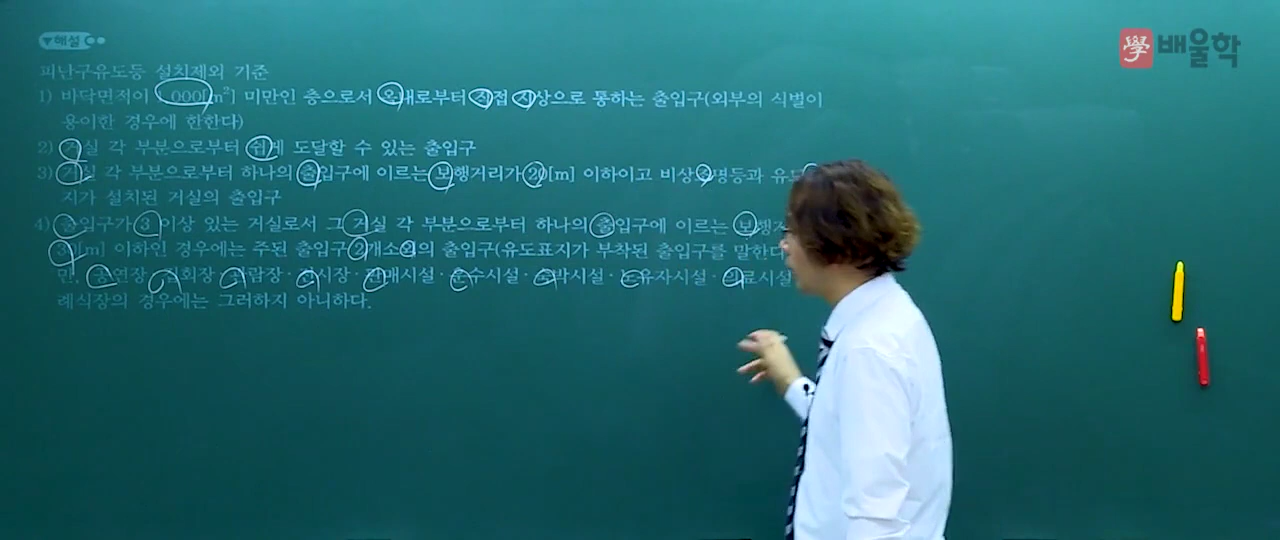 ▼해설
學 배울학
피난구유도등 설치제외 기준
1) 바닥면적이 1,000[m²] 미만인 층으로서 옥내로부터 직접 지상으로 통하는 출입구(외부의 식별이
용이한 경우에 한한다)
2) 거실 각 부분으로부터 쉽게 도달할 수 있는 출입구
3) 거실 각 부분으로부터 하나의 출입구에 이르는 보행거리가 20[m] 이하이고 비상조명등과
지가 설치된 거실의 출입구
4) 출입구가 3 이상 있는 거실로서 그 거실 각 부분으로부터 하나의 출입구에 이르는
30[m] 이하인 경우에는 주된 출입구 2개소 외의 출입구(유도표지가 부착된 출입구를 말한다
만, 공연장·집회장·관람장·전시장·판매시설·운수시설·숙박시설·노유자시설·의료시설
례식장의 경우에는 그러하지 아니하다.